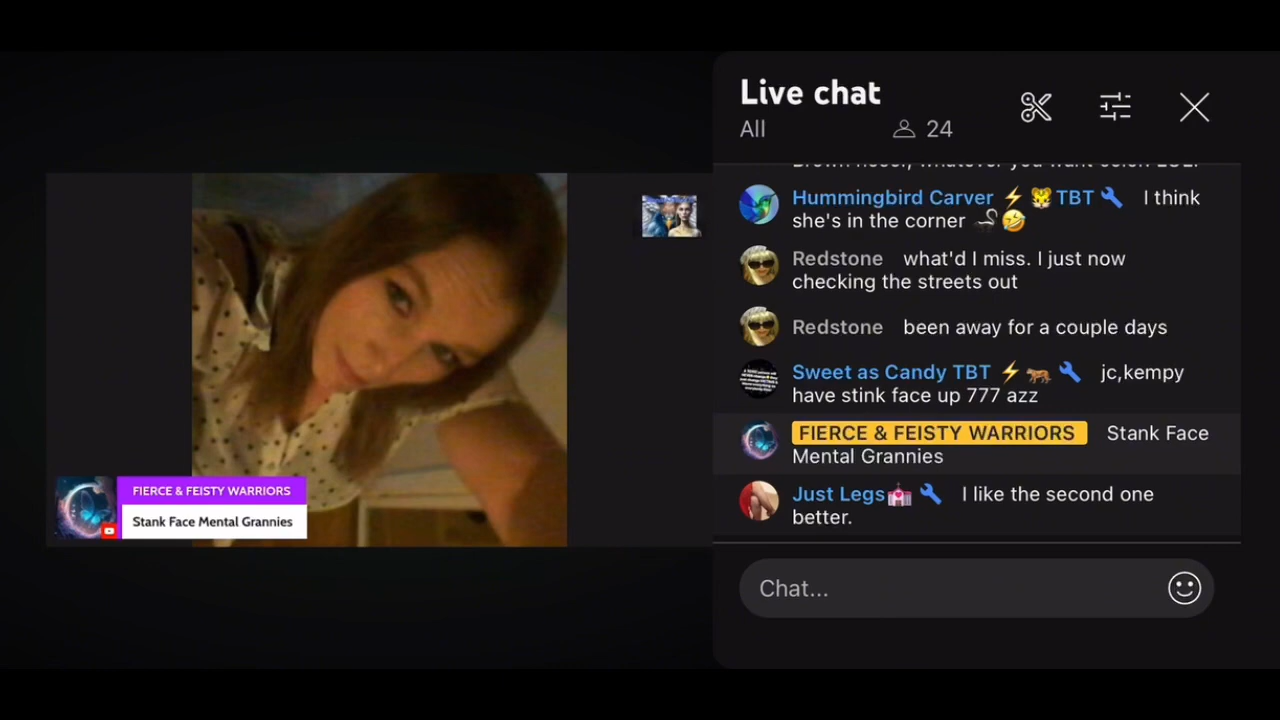 Live chat
All
24
Hummingbird Carver ⚡🐯TBT🔧 I think
she's in the corner 🦢🤣
Redstone what'd I miss. I just now
checking the streets out
Redstone been away for a couple days
Sweet as Candy TBT ⚡🐅🔧 jc,kempy
have stink face up 777 azz
FIERCE & FEISTY WARRIORS Stank Face
Mental Grannies
Just Legs💒🔧 I like the second one
better.
Chat...
FIERCE & FEISTY WARRIORS
Stank Face Mental Grannies